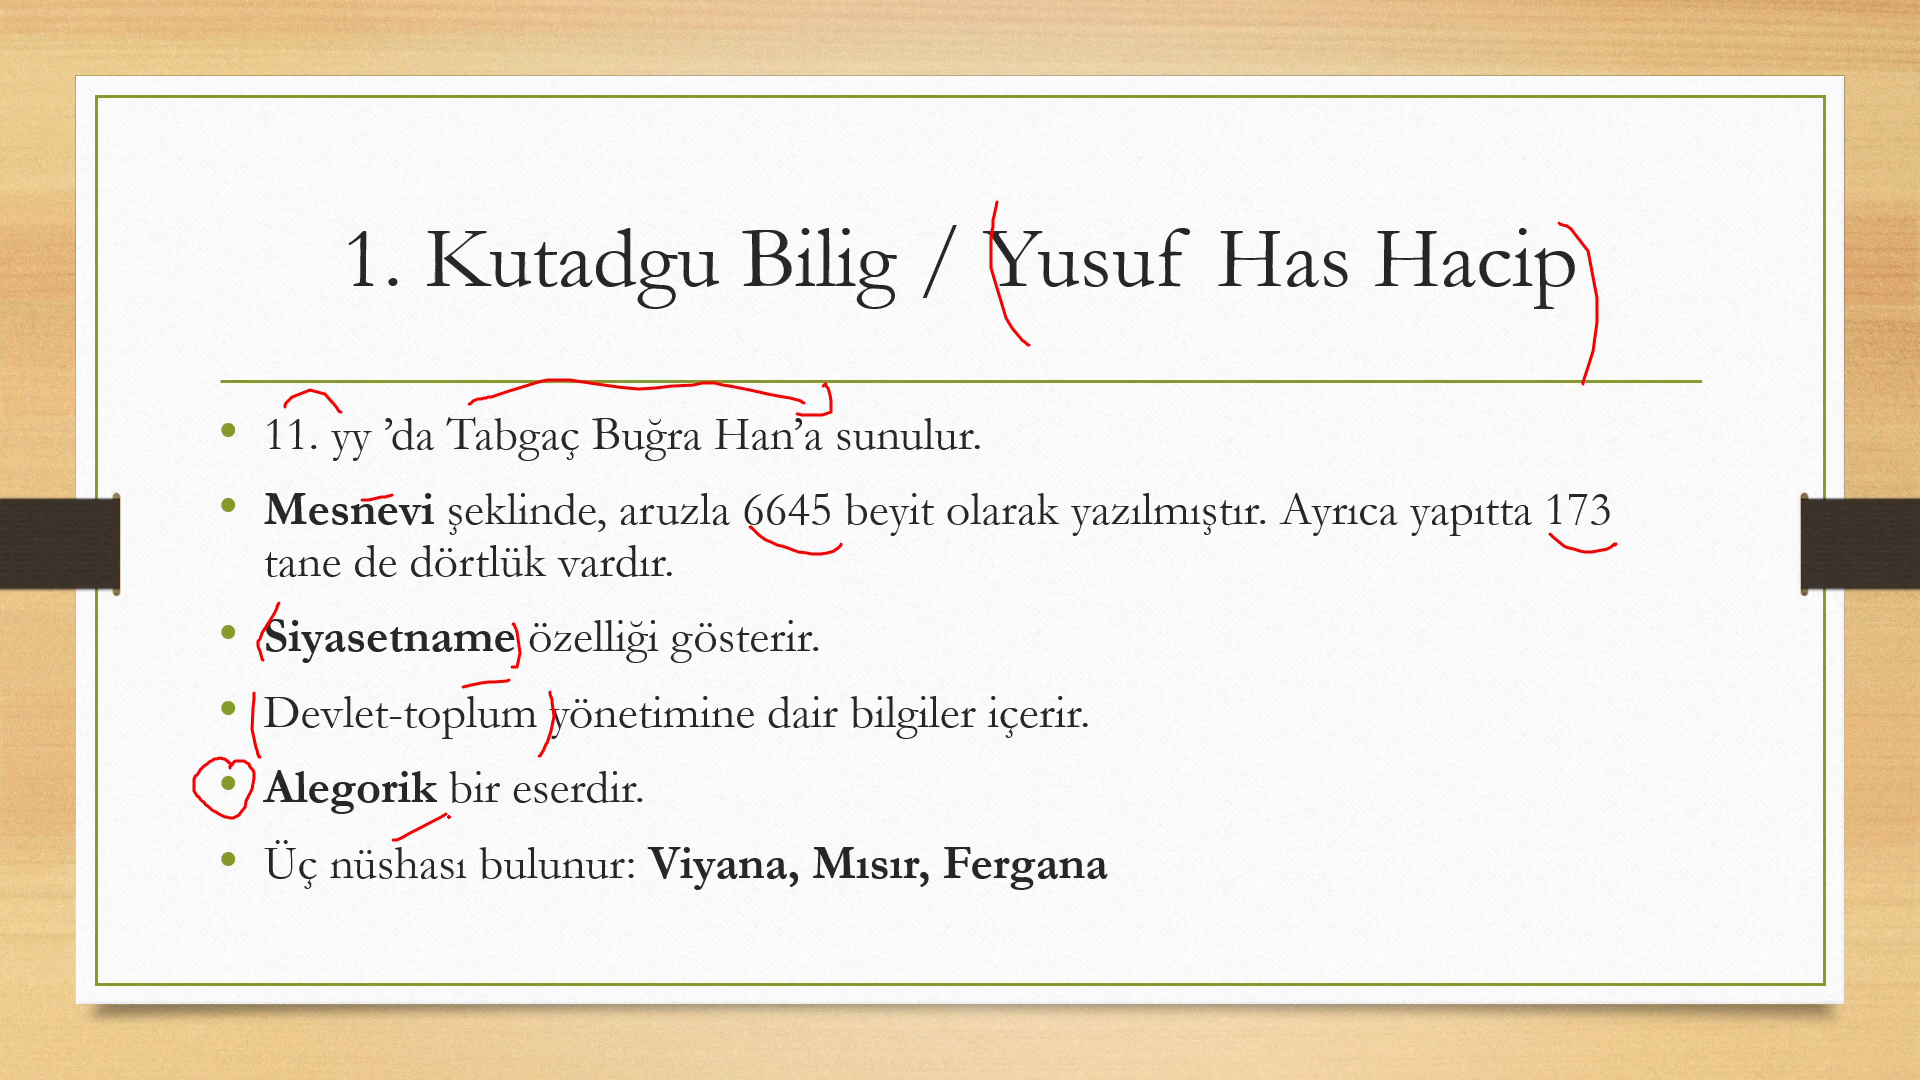 1. Kutadgu Bilig / Yusuf Has Hacip
• 11. yy ’da Tabgaç Buğra Han’a sunulur.
• Mesnevi şeklinde, aruzla 6645 beyit olarak yazılmıştır. Ayrıca yapıtta 173
tane de dörtlük vardır.
• Siyasetname özelliği gösterir.
• Devlet-toplum yönetimine dair bilgiler içerir.
• Alegorik bir eserdir.
• Üç nüshası bulunur: Viyana, Mısır, Fergana